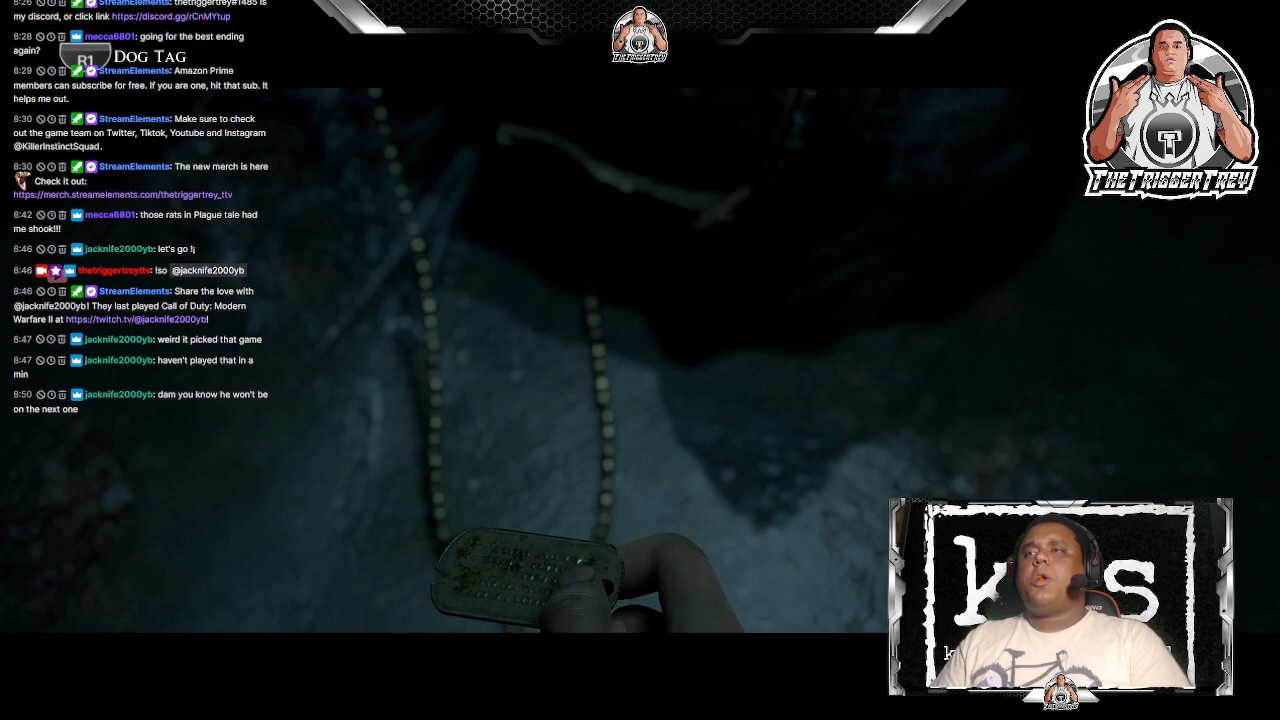 8:26 StreamElements: thetriggertrey#1485 is
my discord, or click link https://discord.gg/rCnMYtup
8:28 mecca6801: going for the best ending
again?
R1 DOG TAG
8:29 StreamElements: Amazon Prime
members can subscribe for free. If you are one, hit that sub. It
helps me out.
8:30 StreamElements: Make sure to check
out the game team on Twitter, Tiktok, Youtube and Instagram
@KillerInstinctSquad.
8:30 StreamElements: The new merch is here
Check it out:
https://merch.streamelements.com/thetriggertrey_ttv
8:42 mecca6801: those rats in Plague tale had
me shook!!!
8:46 jacknife2000yb: let's go !¡
8:46 thetriggertreyttv: !so @jacknife2000yb
8:46 StreamElements: Share the love with
@jacknife2000yb! They last played Call of Duty: Modern
Warfare II at https://twitch.tv/@jacknife2000yb!
8:47 jacknife2000yb: weird it picked that game
8:47 jacknife2000yb: haven't played that in a
min
8:50 jacknife2000yb: dam you know he won't be
on the next one
THETRIGGERTREY
T
THETRIGGERTREY
k s